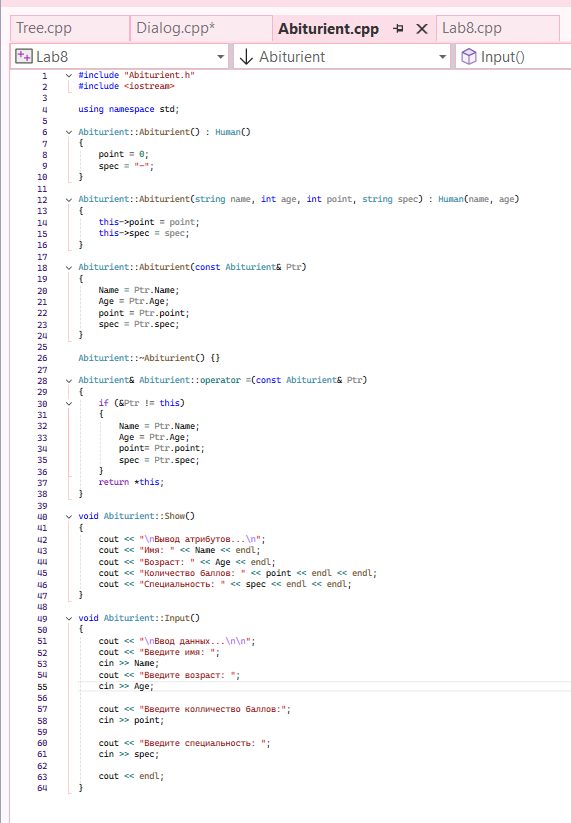 Tree.cpp Dialog.cpp* Abiturient.cpp Lab8.cpp
Lab8 Abiturient Input()
1 #include "Abiturient.h"
2 #include <iostream>
3
4 using namespace std;
5
6 Abiturient::Abiturient() : Human()
7 {
8 point = 0;
9 spec = "-";
10 }
11
12 Abiturient::Abiturient(string name, int age, int point, string spec) : Human(name, age)
13 {
14 this->point = point;
15 this->spec = spec;
16 }
17
18 Abiturient::Abiturient(const Abiturient& Ptr)
19 {
20 Name = Ptr.Name;
21 Age = Ptr.Age;
22 point = Ptr.point;
23 spec = Ptr.spec;
24 }
25
26 Abiturient::~Abiturient() {}
27
28 Abiturient& Abiturient::operator =(const Abiturient& Ptr)
29 {
30 if (&Ptr != this)
31 {
32 Name = Ptr.Name;
33 Age = Ptr.Age;
34 point= Ptr.point;
35 spec = Ptr.spec;
36 }
37 return *this;
38 }
39
40 void Abiturient::Show()
41 {
42 cout << "\nВывод атрибутов...\n";
43 cout << "Имя: " << Name << endl;
44 cout << "Возраст: " << Age << endl;
45 cout << "Количество баллов: " << point << endl << endl;
46 cout << "Специальность: " << spec << endl << endl;
47 }
48
49 void Abiturient::Input()
50 {
51 cout << "\nВвод данных...\n\n";
52 cout << "Введите имя: ";
53 cin >> Name;
54 cout << "Введите возраст: ";
55 cin >> Age;
56
57 cout << "Введите колличество баллов:";
58 cin >> point;
59
60 cout << "Введите специальность: ";
61 cin >> spec;
62
63 cout << endl;
64 }